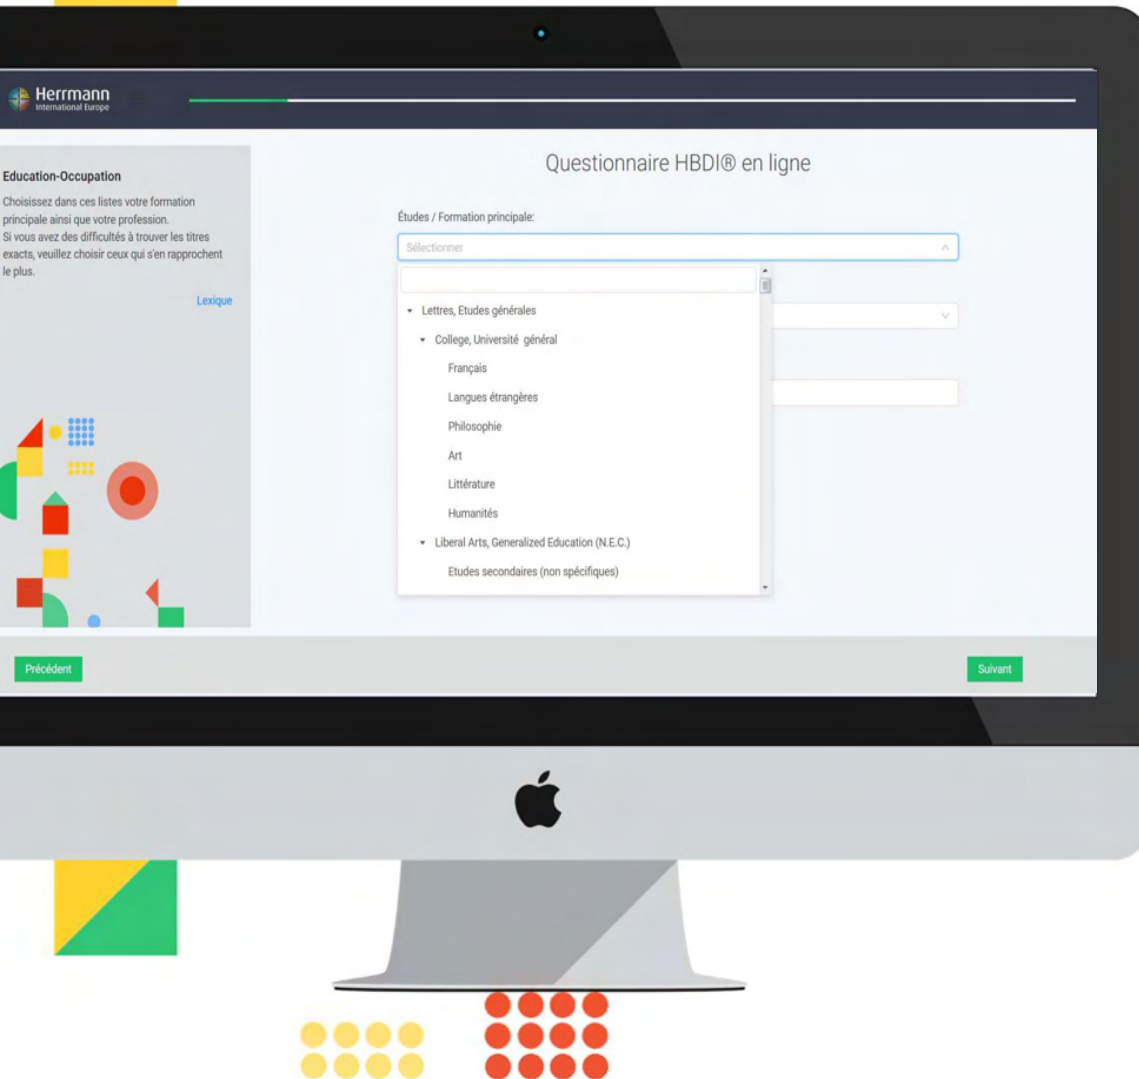 Herrmann
International Europe
Education-Occupation
Choisissez dans ces listes votre formation
principale ainsi que votre profession.
Si vous avez des difficultés à trouver les titres
exacts, veuillez choisir ceux qui s'en rapprochent
le plus.
Lexique
Questionnaire HBDI® en ligne
Études / Formation principale:
Sélectionner
Lettres, Etudes générales
College, Université général
Français
Langues étrangères
Philosophie
Art
Littérature
Humanités
Liberal Arts, Generalized Education (N.E.C.)
Etudes secondaires (non spécifiques)
Précédent
Suivant